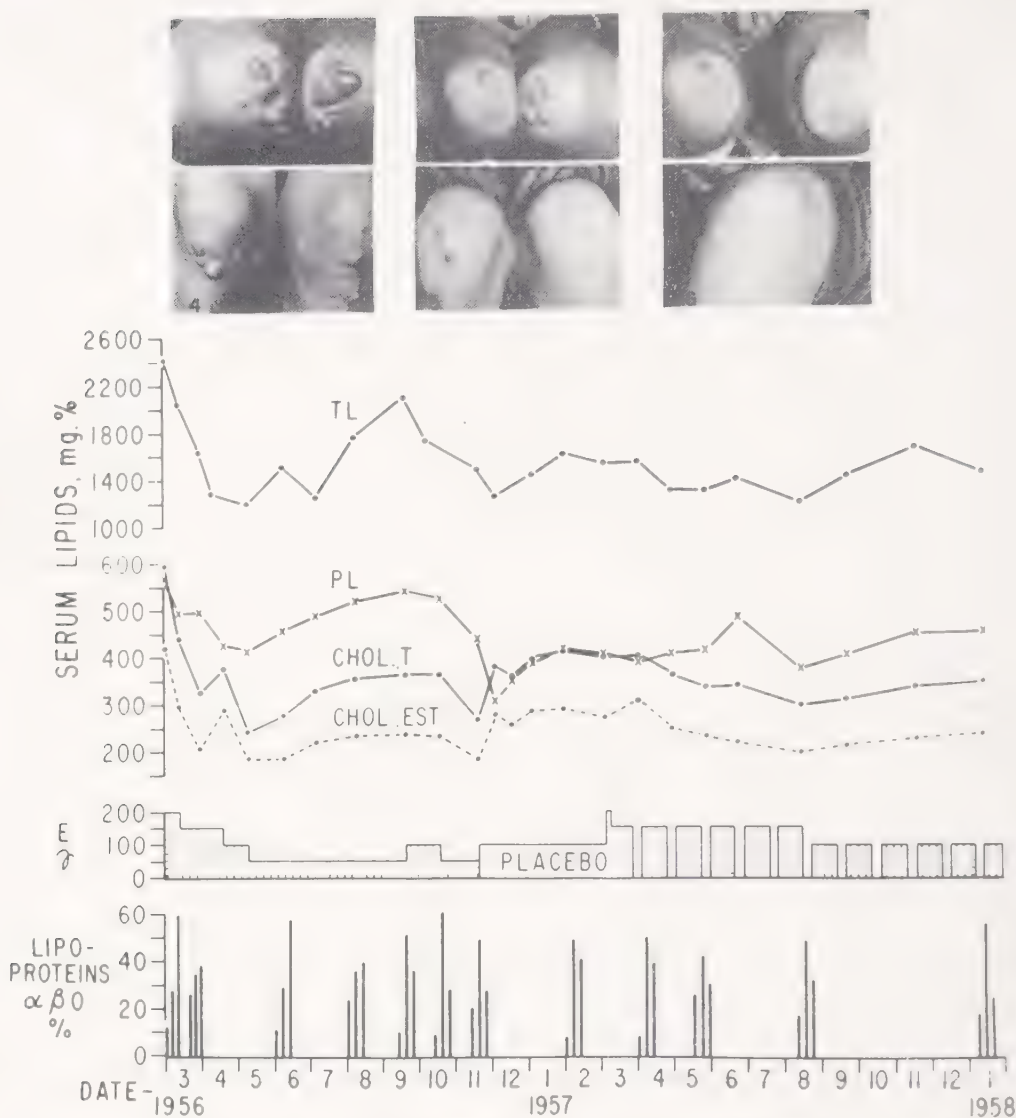 4
2600
2200
1800
1400
1000
TL
SERUM LIPIDS, mg.%
600
500
400
300
200
PL
CHOL.T
CHOL.EST
E
γ
200
100
0
PLACEBO
LIPO-
PROTEINS
α β O
%
60
40
20
0
DATE- 3 4 5 6 7 8 9 10 11 12 1 2 3 4 5 6 7 8 9 10 11 12 1
1956 1957 1958